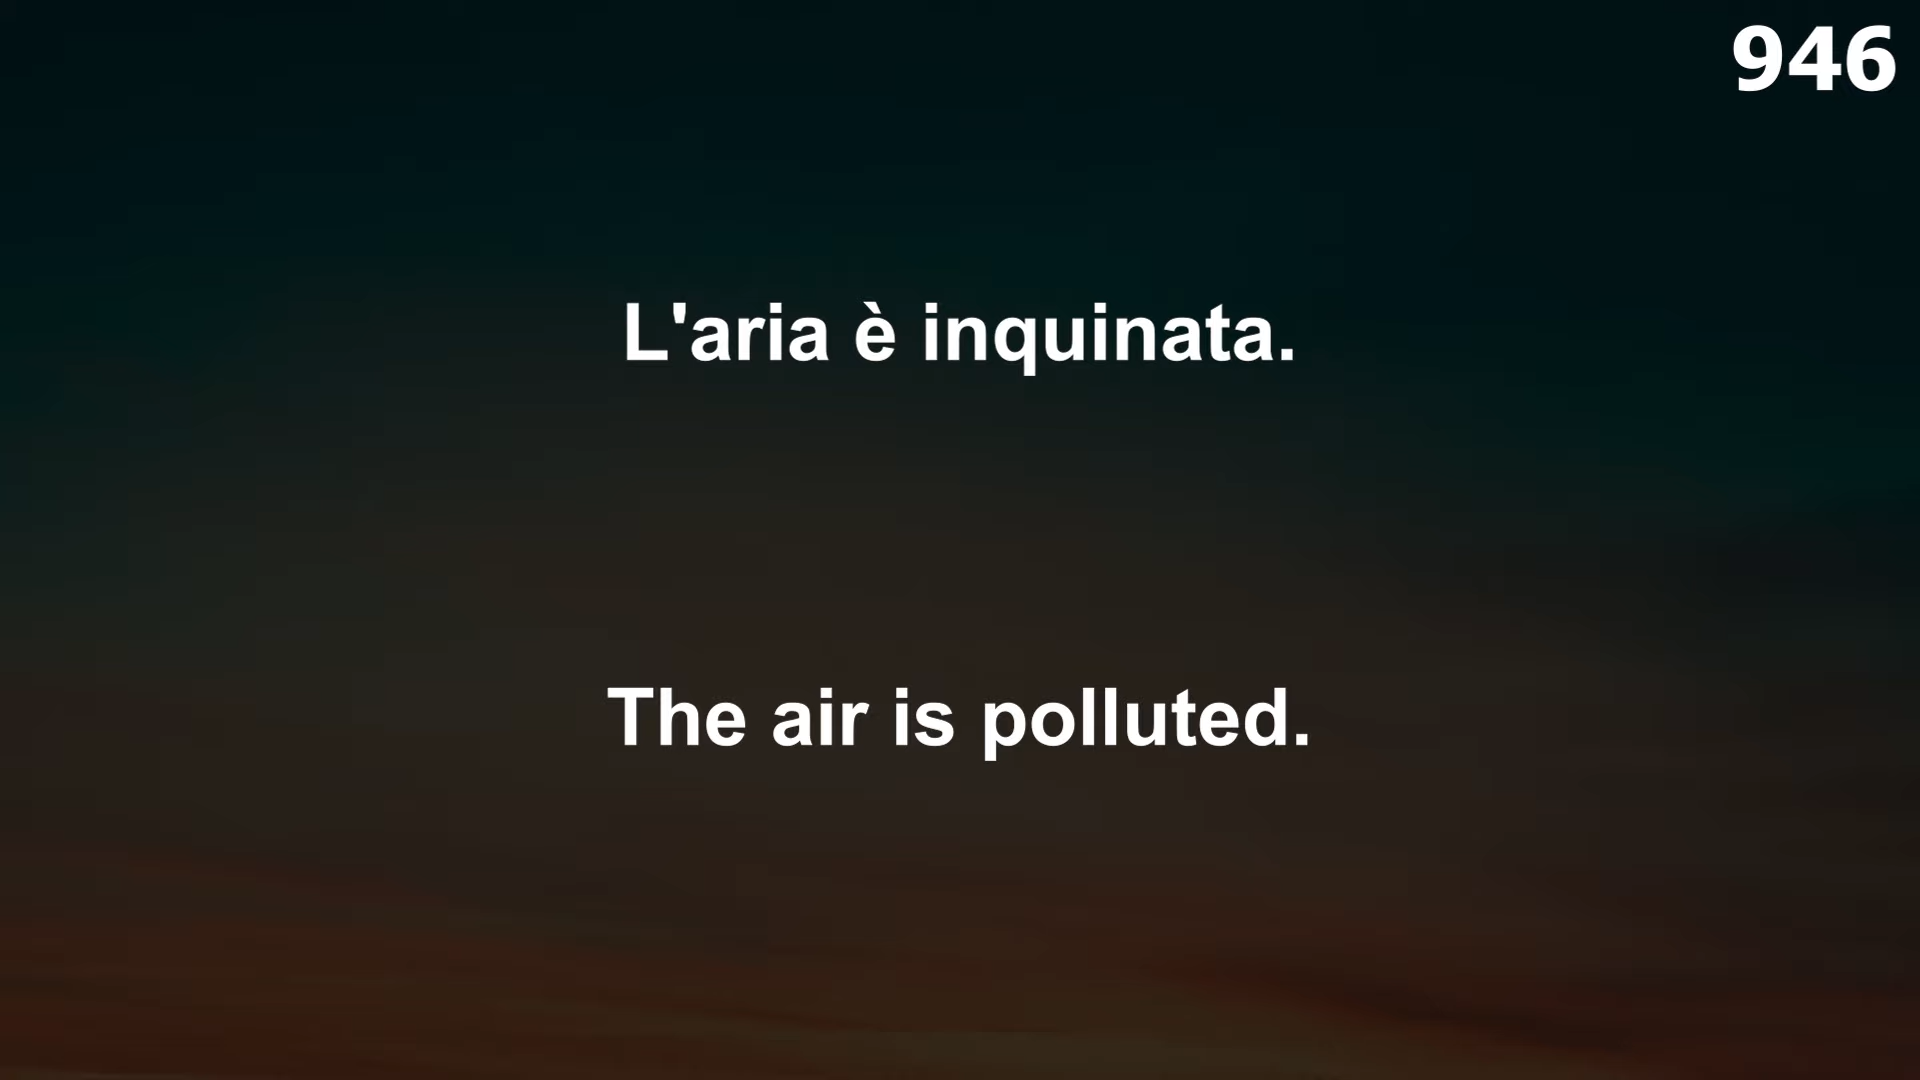 946
L'aria è inquinata.
The air is polluted.